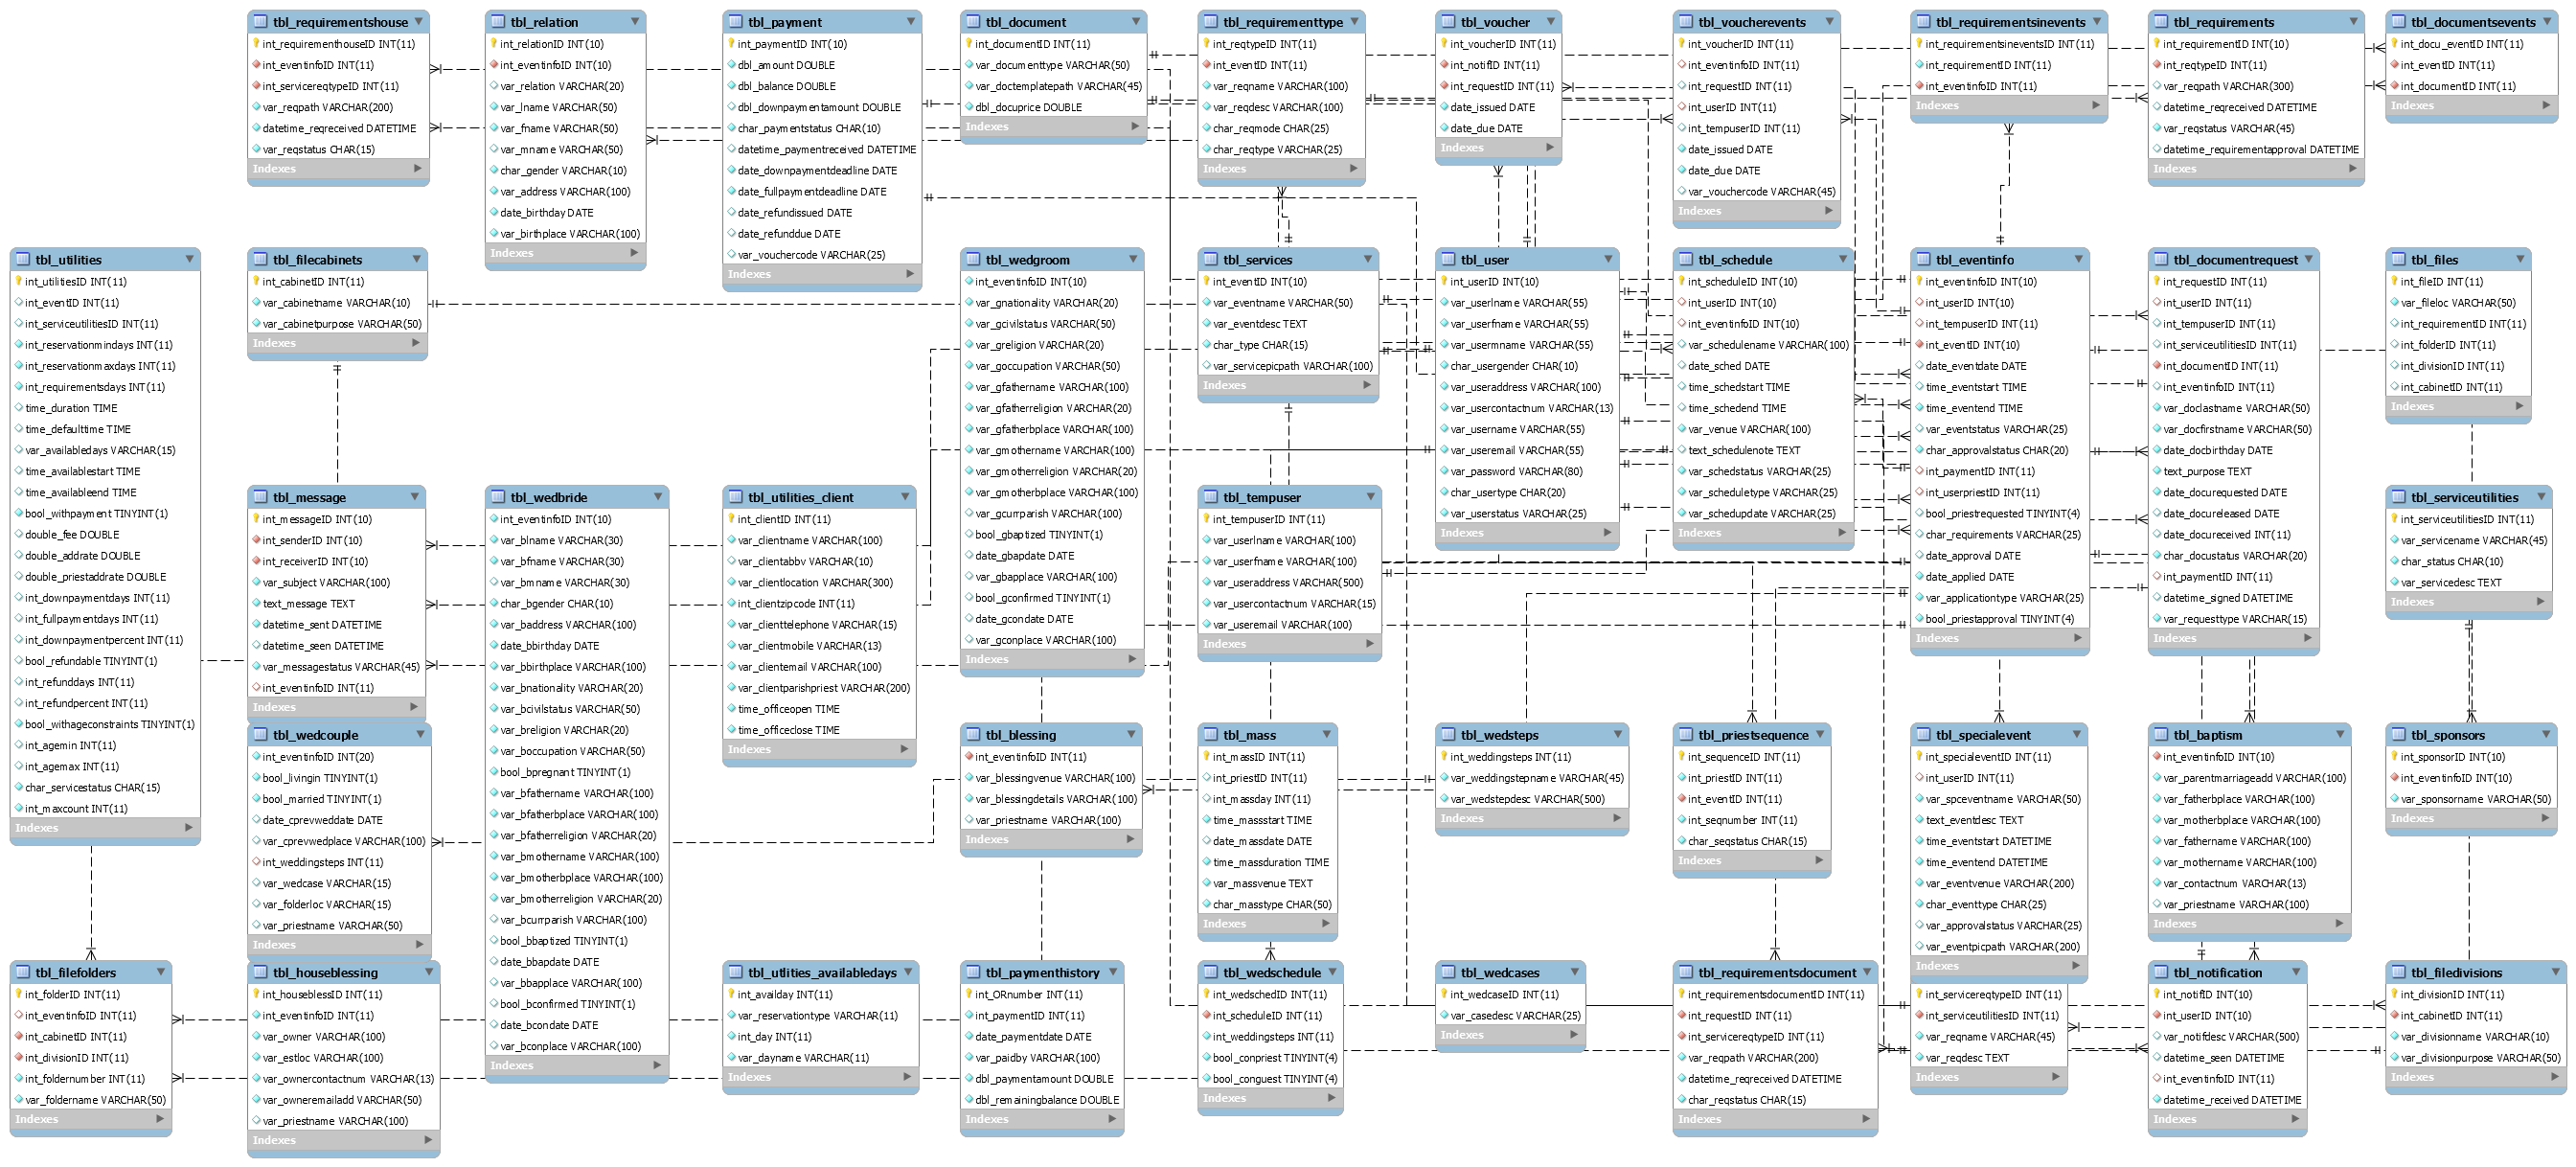 tbl_requirementshouse
int_requirementhouseID INT(11)
int_eventinfoID INT(11)
int_servicereqtypeID INT(11)
var_reqpath VARCHAR(200)
datetime_reqreceived DATETIME
var_reqstatus CHAR(15)
Indexes
tbl_relation
int_relationID INT(10)
int_eventinfoID INT(10)
var_relation VARCHAR(20)
var_lname VARCHAR(50)
var_fname VARCHAR(50)
var_mname VARCHAR(50)
char_gender VARCHAR(10)
var_address VARCHAR(100)
date_birthday DATE
var_birthplace VARCHAR(100)
Indexes
tbl_payment
int_paymentID INT(10)
dbl_amount DOUBLE
dbl_balance DOUBLE
dbl_downpaymentamount DOUBLE
char_paymentstatus CHAR(10)
datetime_paymentreceived DATETIME
date_downpaymentdeadline DATE
date_fullpaymentdeadline DATE
date_refundissued DATE
date_refunddue DATE
var_vouchercode VARCHAR(25)
Indexes
tbl_document
int_documentID INT(11)
var_documenttype VARCHAR(50)
var_doctemplatepath VARCHAR(45)
dbl_docuprice DOUBLE
Indexes
tbl_requirementtype
int_reqtypeID INT(11)
int_eventID INT(11)
var_reqname VARCHAR(100)
var_reqdesc VARCHAR(100)
char_reqmode CHAR(25)
char_reqtype VARCHAR(25)
Indexes
tbl_voucher
int_voucherID INT(11)
int_notifID INT(11)
int_requestID INT(11)
date_issued DATE
date_due DATE
Indexes
tbl_voucherevents
int_voucherID INT(11)
int_eventinfoID INT(11)
int_requestID INT(11)
int_userID INT(11)
int_tempuserID INT(11)
date_issued DATE
date_due DATE
var_vouchercode VARCHAR(45)
Indexes
tbl_requirementsinevents
int_requirementsineventsID INT(11)
int_requirementID INT(11)
int_eventinfoID INT(11)
Indexes
tbl_requirements
int_requirementID INT(10)
int_reqtypeID INT(11)
var_reqpath VARCHAR(300)
datetime_reqreceived DATETIME
var_reqstatus VARCHAR(45)
datetime_requirementapproval DATETIME
Indexes
tbl_documentsevents
int_docu_eventID INT(11)
int_eventID INT(11)
int_documentID INT(11)
Indexes
tbl_utilities
int_utilitiesID INT(11)
int_eventID INT(11)
int_serviceutilitiesID INT(11)
int_reservationmindays INT(11)
int_reservationmaxdays INT(11)
int_requirementsdays INT(11)
time_duration TIME
time_defaulttime TIME
var_availabledays VARCHAR(15)
time_availablestart TIME
time_availableend TIME
bool_withpayment TINYINT(1)
double_fee DOUBLE
double_addrate DOUBLE
double_priestaddrate DOUBLE
int_downpaymentdays INT(11)
int_fullpaymentdays INT(11)
int_downpaymentpercent INT(11)
bool_refundable TINYINT(1)
int_refunddays INT(11)
int_refundpercent INT(11)
bool_withageconstraints TINYINT(1)
int_agemin INT(11)
int_agemax INT(11)
char_servicestatus CHAR(15)
int_maxcount INT(11)
Indexes
tbl_filecabinets
int_cabinetID INT(11)
var_cabinetname VARCHAR(10)
var_cabinetpurpose VARCHAR(50)
Indexes
tbl_wedgroom
int_eventinfoID INT(10)
var_gnationality VARCHAR(20)
var_gcivilstatus VARCHAR(50)
var_greligion VARCHAR(20)
var_goccupation VARCHAR(50)
var_gfathername VARCHAR(100)
var_gfatherreligion VARCHAR(20)
var_gfatherbplace VARCHAR(100)
var_gmothername VARCHAR(100)
var_gmotherreligion VARCHAR(20)
var_gmotherbplace VARCHAR(100)
var_gcurrparish VARCHAR(100)
bool_gbaptized TINYINT(1)
date_gbapdate DATE
var_gbapplace VARCHAR(100)
bool_gconfirmed TINYINT(1)
date_gcondate DATE
var_gconplace VARCHAR(100)
Indexes
tbl_services
int_eventID INT(10)
var_eventname VARCHAR(50)
var_eventdesc TEXT
char_type CHAR(15)
var_servicepicpath VARCHAR(100)
Indexes
tbl_user
int_userID INT(10)
var_userlname VARCHAR(55)
var_userfname VARCHAR(55)
var_usermname VARCHAR(55)
char_usergender CHAR(10)
var_useraddress VARCHAR(100)
var_usercontactnum VARCHAR(13)
var_username VARCHAR(55)
var_useremail VARCHAR(55)
var_password VARCHAR(80)
char_usertype CHAR(20)
var_userstatus VARCHAR(25)
Indexes
tbl_schedule
int_scheduleID INT(10)
int_userID INT(10)
int_eventinfoID INT(10)
var_schedulename VARCHAR(100)
date_sched DATE
time_schedstart TIME
time_schedend TIME
var_venue VARCHAR(100)
text_schedulenote TEXT
var_schedstatus VARCHAR(25)
var_scheduletype VARCHAR(25)
var_schedupdate VARCHAR(25)
Indexes
tbl_eventinfo
int_eventinfoID INT(10)
int_userID INT(10)
int_tempuserID INT(11)
int_eventID INT(10)
date_eventdate DATE
time_eventstart TIME
time_eventend TIME
var_eventstatus VARCHAR(25)
char_approvalstatus CHAR(20)
int_paymentID INT(11)
int_userpriestID INT(11)
bool_priestrequested TINYINT(4)
char_requirements VARCHAR(25)
date_approval DATE
date_applied DATE
var_applicationtype VARCHAR(25)
bool_priestapproval TINYINT(4)
Indexes
tbl_documentrequest
int_requestID INT(11)
int_userID INT(11)
int_tempuserID INT(11)
int_serviceutilitiesID INT(11)
int_documentID INT(11)
int_eventinfoID INT(11)
var_doclastname VARCHAR(50)
var_docfirstname VARCHAR(50)
date_docbirthday DATE
text_purpose TEXT
date_docurequested DATE
date_docureleased DATE
int_docureceived INT(11)
char_docustatus VARCHAR(20)
int_paymentID INT(11)
datetime_signed DATETIME
var_requesttype VARCHAR(15)
Indexes
tbl_files
int_fileID INT(11)
var_fileloc VARCHAR(50)
int_requirementID INT(11)
int_folderID INT(11)
int_divisionID INT(11)
int_cabinetID INT(11)
Indexes
tbl_message
int_messageID INT(10)
int_senderID INT(10)
int_receiverID INT(10)
var_subject VARCHAR(100)
text_message TEXT
datetime_sent DATETIME
datetime_seen DATETIME
var_messagestatus VARCHAR(45)
int_eventinfoID INT(11)
Indexes
tbl_wedbride
int_eventinfoID INT(10)
var_blname VARCHAR(30)
var_bfname VARCHAR(30)
var_bmname VARCHAR(30)
char_bgender CHAR(10)
var_baddress VARCHAR(100)
date_bbirthday DATE
var_bbirthplace VARCHAR(100)
var_bnationality VARCHAR(20)
var_bcivilstatus VARCHAR(50)
var_breligion VARCHAR(20)
var_boccupation VARCHAR(50)
bool_bpregnant TINYINT(1)
var_bfathername VARCHAR(100)
var_bfatherbplace VARCHAR(100)
var_bfatherreligion VARCHAR(20)
var_bmothername VARCHAR(100)
var_bmotherbplace VARCHAR(100)
var_bmotherreligion VARCHAR(20)
var_bcurrparish VARCHAR(100)
bool_bbaptized TINYINT(1)
date_bbapdate DATE
var_bbapplace VARCHAR(100)
bool_bconfirmed TINYINT(1)
date_bcondate DATE
var_bconplace VARCHAR(100)
Indexes
tbl_utilities_client
int_clientID INT(11)
var_clientname VARCHAR(100)
var_clientabbv VARCHAR(10)
var_clientlocation VARCHAR(300)
int_clientzipcode INT(11)
var_clienttelephone VARCHAR(15)
var_clientmobile VARCHAR(13)
var_clientemail VARCHAR(100)
var_clientparishpriest VARCHAR(200)
time_officeopen TIME
time_officeclose TIME
Indexes
tbl_tempuser
int_tempuserID INT(11)
var_userlname VARCHAR(100)
var_userfname VARCHAR(100)
var_useraddress VARCHAR(500)
var_usercontactnum VARCHAR(15)
var_useremail VARCHAR(100)
Indexes
tbl_serviceutilities
int_serviceutilitiesID INT(11)
var_servicename VARCHAR(45)
char_status CHAR(10)
var_servicedesc TEXT
Indexes
tbl_wedcouple
int_eventinfoID INT(20)
bool_livingin TINYINT(1)
bool_married TINYINT(1)
date_cprevweddate DATE
var_cprevwedplace VARCHAR(100)
int_weddingsteps INT(11)
var_wedcase VARCHAR(15)
var_folderloc VARCHAR(15)
var_priestname VARCHAR(50)
Indexes
tbl_blessing
int_eventinfoID INT(11)
var_blessingvenue VARCHAR(100)
var_blessingdetails VARCHAR(100)
var_priestname VARCHAR(100)
Indexes
tbl_mass
int_massID INT(11)
int_priestID INT(11)
int_massday INT(11)
time_massstart TIME
date_massdate DATE
time_massduration TIME
var_massvenue TEXT
char_masstype CHAR(50)
Indexes
tbl_wedsteps
int_weddingsteps INT(11)
var_weddingstepname VARCHAR(45)
var_wedstepdesc VARCHAR(500)
Indexes
tbl_priestsequence
int_sequenceID INT(11)
int_priestID INT(11)
int_eventID INT(11)
int_seqnumber INT(11)
char_seqstatus CHAR(15)
Indexes
tbl_specialevent
int_specialeventID INT(11)
int_userID INT(11)
var_spceventname VARCHAR(50)
text_eventdesc TEXT
time_eventstart DATETIME
time_eventend DATETIME
var_eventvenue VARCHAR(200)
char_eventtype CHAR(25)
var_approvalstatus VARCHAR(25)
var_eventpicpath VARCHAR(200)
Indexes
tbl_baptism
int_eventinfoID INT(10)
var_parentmarriageadd VARCHAR(100)
var_fatherbplace VARCHAR(100)
var_motherbplace VARCHAR(100)
var_fathername VARCHAR(100)
var_mothername VARCHAR(100)
var_contactnum VARCHAR(13)
var_priestname VARCHAR(100)
Indexes
tbl_sponsors
int_sponsorID INT(10)
int_eventinfoID INT(10)
var_sponsorname VARCHAR(50)
Indexes
tbl_filefolders
int_folderID INT(11)
int_eventinfoID INT(11)
int_cabinetID INT(11)
int_divisionID INT(11)
int_foldernumber INT(11)
var_foldername VARCHAR(50)
Indexes
tbl_houseblessing
int_houseblessID INT(11)
int_eventinfoID INT(11)
var_owner VARCHAR(100)
var_estloc VARCHAR(100)
var_ownercontactnum VARCHAR(13)
var_owneremailadd VARCHAR(50)
var_priestname VARCHAR(100)
Indexes
tbl_utlities_availabledays
int_availday INT(11)
var_reservationtype VARCHAR(11)
int_day INT(11)
var_dayname VARCHAR(11)
Indexes
tbl_paymenthistory
int_ORnumber INT(11)
int_paymentID INT(11)
date_paymentdate DATE
var_paidby VARCHAR(100)
dbl_paymentamount DOUBLE
dbl_remainingbalance DOUBLE
Indexes
tbl_wedschedule
int_wedschedID INT(11)
int_scheduleID INT(11)
int_weddingsteps INT(11)
bool_conpriest TINYINT(4)
bool_conguest TINYINT(4)
Indexes
tbl_wedcases
int_wedcaseID INT(11)
var_casedesc VARCHAR(25)
Indexes
tbl_requirementsdocument
int_requirementsdocumentID INT(11)
int_requestID INT(11)
int_servicereqtypeID INT(11)
var_reqpath VARCHAR(200)
datetime_reqreceived DATETIME
char_reqstatus CHAR(15)
Indexes
int_servicereqtypeID INT(11)
int_serviceutilitiesID INT(11)
var_reqname VARCHAR(45)
var_reqdesc TEXT
Indexes
tbl_notification
int_notifID INT(10)
int_userID INT(10)
var_notifdesc VARCHAR(500)
datetime_seen DATETIME
int_eventinfoID INT(11)
datetime_received DATETIME
Indexes
tbl_filedivisions
int_divisionID INT(11)
int_cabinetID INT(11)
var_divisionname VARCHAR(10)
var_divisionpurpose VARCHAR(50)
Indexes